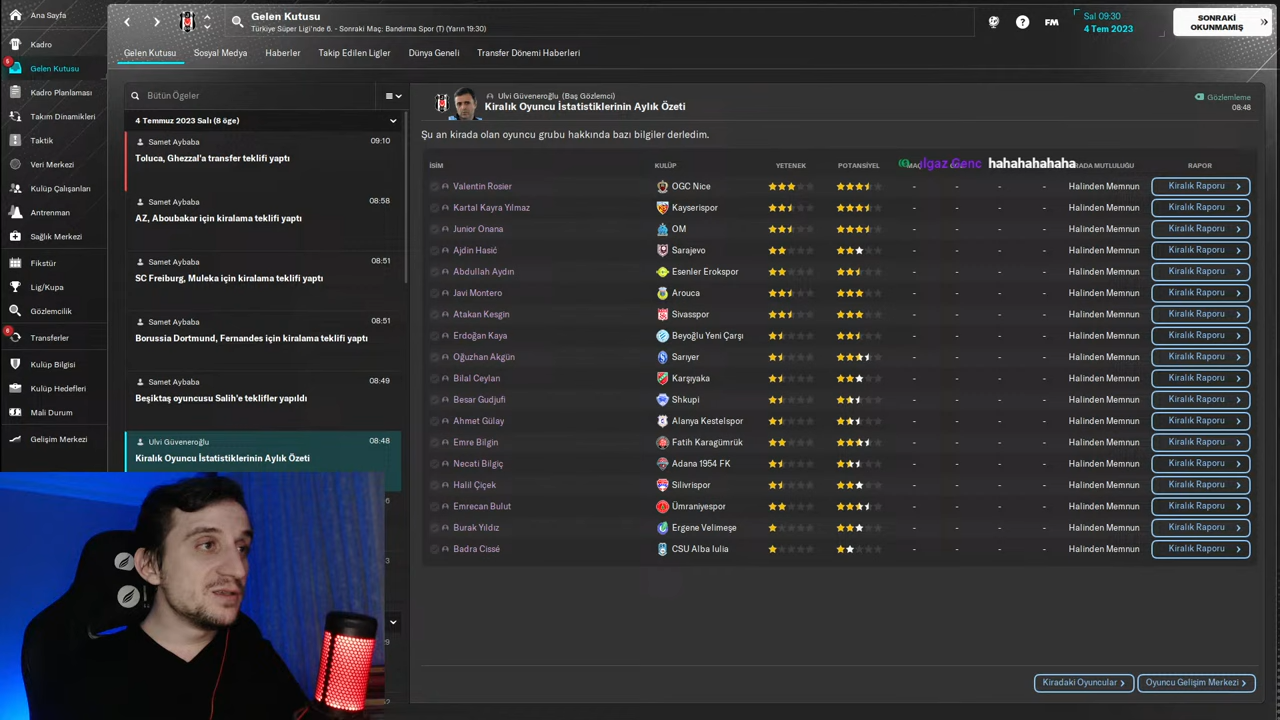 Ana Sayfa
Kadro
5
Gelen Kutusu
Kadro Planlaması
Takım Dinamikleri
Taktik
Veri Merkezi
Kulüp Çalışanları
Antrenman
Sağlık Merkezi
Fikstür
Lig/Kupa
Gözlemcilik
6
Transferler
Kulüp Bilgisi
Kulüp Hedefleri
Mali Durum
Gelişim Merkezi
Gelen Kutusu
Türkiye Süper Ligi'nde 6. - Sonraki Maç: Bandırma Spor (T) (Yarın 19:30)
FM
Sal 09:30
4 Tem 2023
SONRAKİ
OKUNMAMIŞ
Gelen Kutusu Sosyal Medya Haberler Takip Edilen Ligler Dünya Geneli Transfer Dönemi Haberleri
Bütün Ögeler
4 Temmuz 2023 Salı (8 öge)
Samet Aybaba 09:10
Toluca, Ghezzal'a transfer teklifi yaptı
Samet Aybaba 08:58
AZ, Aboubakar için kiralama teklifi yaptı
Samet Aybaba 08:51
SC Freiburg, Muleka için kiralama teklifi yaptı
Samet Aybaba 08:51
Borussia Dortmund, Fernandes için kiralama teklifi yaptı
Samet Aybaba 08:49
Beşiktaş oyuncusu Salih'e teklifler yapıldı
Ulvi Güveneroğlu 08:48
Kiralık Oyuncu İstatistiklerinin Aylık Özeti
Ulvi Güveneroğlu (Baş Gözlemci)
Kiralık Oyuncu İstatistiklerinin Aylık Özeti
Gözlemleme
08:48
Şu an kirada olan oyuncu grubu hakkında bazı bilgiler derledim.
İSİM KULÜP YETENEK POTANSİYEL Ilgaz Genc hahahahahaha RADA MUTLULUĞU RAPOR
Valentin Rosier OGC Nice - - - - Halinden Memnun Kiralık Raporu
Kartal Kayra Yılmaz Kayserispor - - - - Halinden Memnun Kiralık Raporu
Junior Onana OM - - - - Halinden Memnun Kiralık Raporu
Ajdin Hasić Sarajevo - - - - Halinden Memnun Kiralık Raporu
Abdullah Aydın Esenler Erokspor - - - - Halinden Memnun Kiralık Raporu
Javi Montero Arouca - - - - Halinden Memnun Kiralık Raporu
Atakan Kesgin Sivasspor - - - - Halinden Memnun Kiralık Raporu
Erdoğan Kaya Beyoğlu Yeni Çarşı - - - - Halinden Memnun Kiralık Raporu
Oğuzhan Akgün Sarıyer - - - - Halinden Memnun Kiralık Raporu
Bilal Ceylan Karşıyaka - - - - Halinden Memnun Kiralık Raporu
Besar Gudjufi Shkupi - - - - Halinden Memnun Kiralık Raporu
Ahmet Gülay Alanya Kestelspor - - - - Halinden Memnun Kiralık Raporu
Emre Bilgin Fatih Karagümrük - - - - Halinden Memnun Kiralık Raporu
Necati Bilgiç Adana 1954 FK - - - - Halinden Memnun Kiralık Raporu
Halil Çiçek Silivrispor - - - - Halinden Memnun Kiralık Raporu
Emrecan Bulut Ümraniyespor - - - - Halinden Memnun Kiralık Raporu
Burak Yıldız Ergene Velimeşe - - - - Halinden Memnun Kiralık Raporu
Badra Cissé CSU Alba Iulia - - - - Halinden Memnun Kiralık Raporu
Kiradaki Oyuncular Oyuncu Gelişim Merkezi